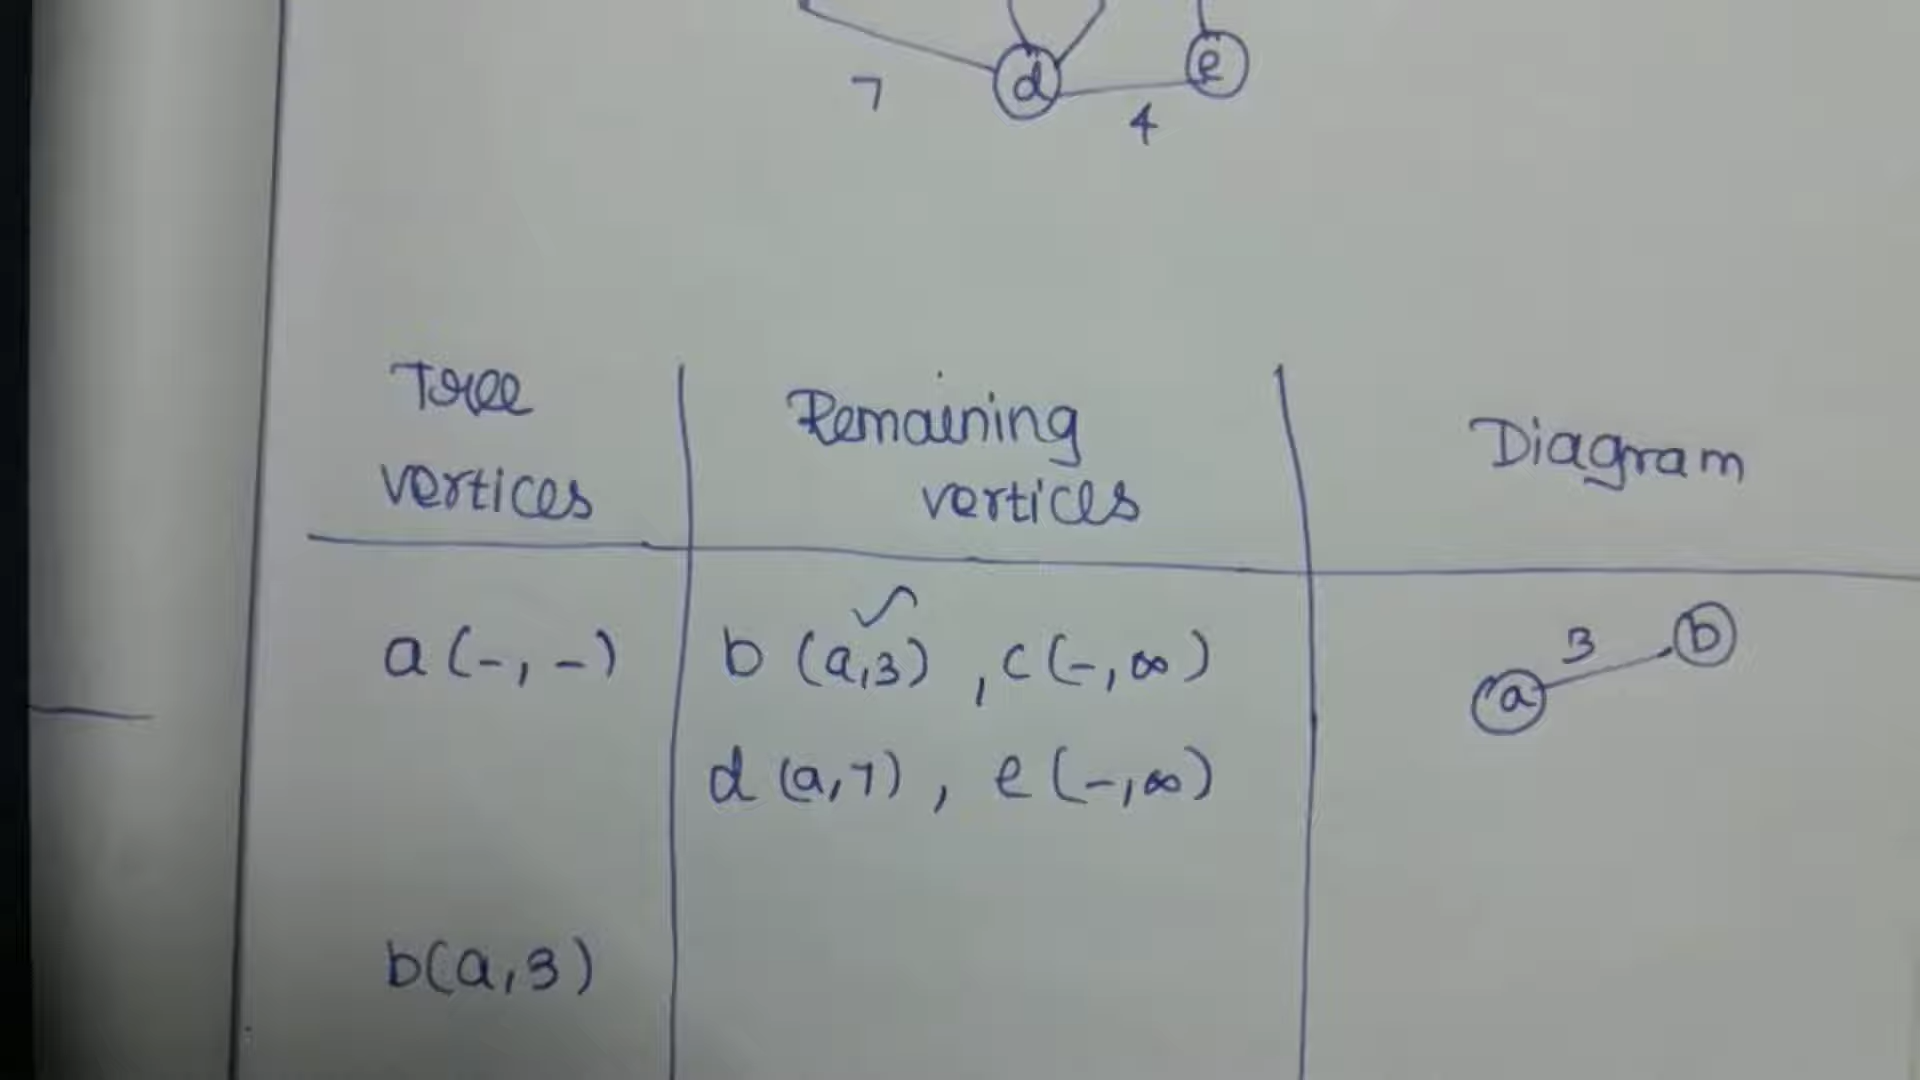 e
d
7
4
Tree
vertices
Remaining
vertices
Diagram
a(-,-)
b (a,3) , c(-,∞)
d (a,7) , e(-,∞)
3
b
a
b(a,3)